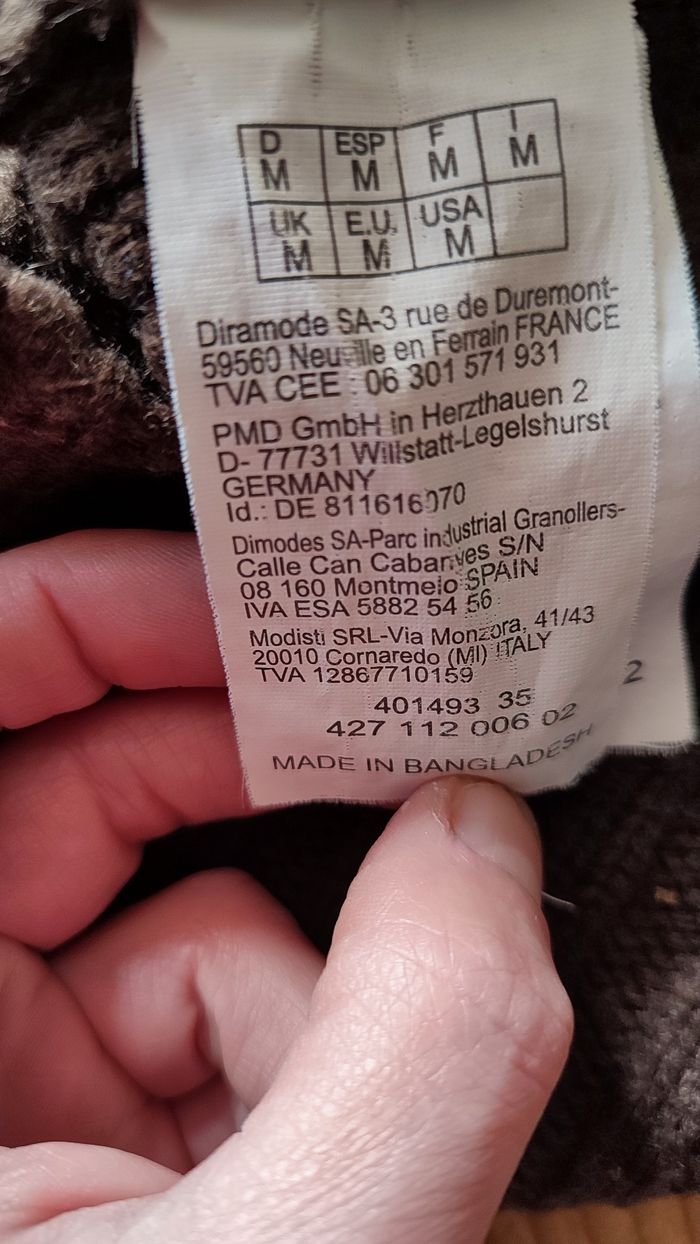 D ESP F I
M M M M
UK E.U. USA
M M M
Diramode SA-3 rue de Duremont-
59560 en Ferrain FRANCE
TVA CEE : 06 301 571 931
PMD GmbH in Herzthauen 2
D- 77731 Willstatt-Legelshurst
GERMANY
Id.: DE 811616070
Dimodes SA-Parc industrial Granollers-
Calle Can Cabanyes S/N
08 160 Montmelo SPAIN
IVA ESA 5882 54 56
Modisti SRL-Via Monzora, 41/43
20010 Cornaredo (MI) ITALY
TVA 12867710159
401493 35
427 112 006 02
MADE IN BANGLADESH
2